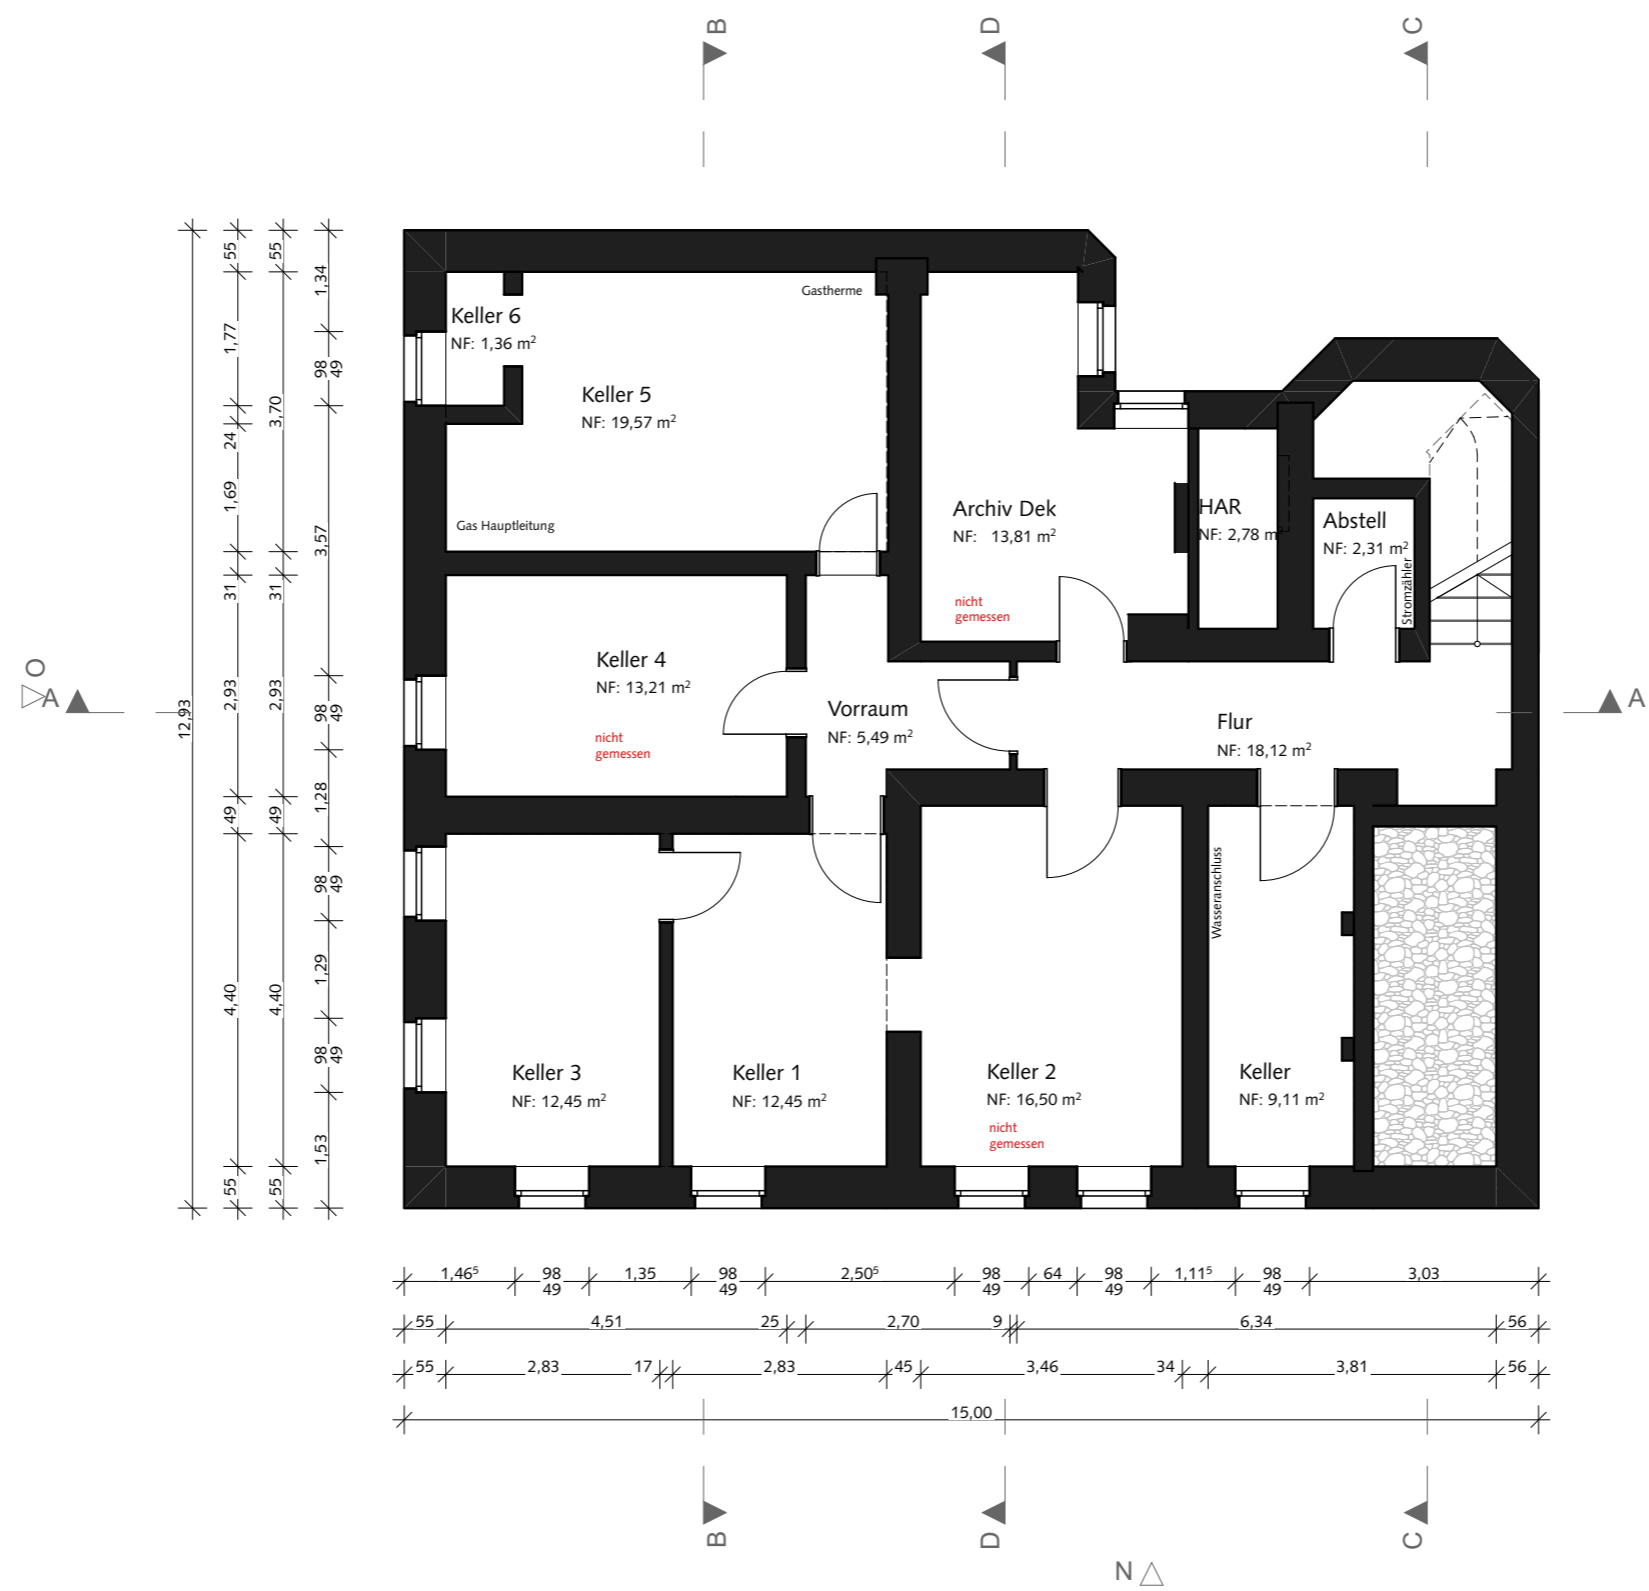 B
D
C
Gastherme
Keller 6
NF: 1,36 m²
Keller 5
NF: 19,57 m²
Gas Hauptleitung
Archiv Dek
NF: 13,81 m²
nicht
gemessen
HAR
NF: 2,78 m²
Abstell
NF: 2,31 m²
Stromzähler
Keller 4
NF: 13,21 m²
nicht
gemessen
Vorraum
NF: 5,49 m²
Flur
NF: 18,12 m²
Wasseranschluss
Keller 3
NF: 12,45 m²
Keller 1
NF: 12,45 m²
Keller 2
NF: 16,50 m²
nicht
gemessen
Keller
NF: 9,11 m²
O
A
A
12,93
55
1,77
24
1,69
31
2,93
49
4,40
55
55
3,70
31
2,93
49
4,40
55
1,34
98
49
3,57
98
49
1,28
98
49
1,29
98
49
1,53
1,46⁵
98
49
1,35
98
49
2,50⁵
98
49
64
98
49
1,11⁵
98
49
3,03
55
4,51
25
2,70
9
6,34
56
55
2,83
17
2,83
45
3,46
34
3,81
56
15,00
B
D
C
N